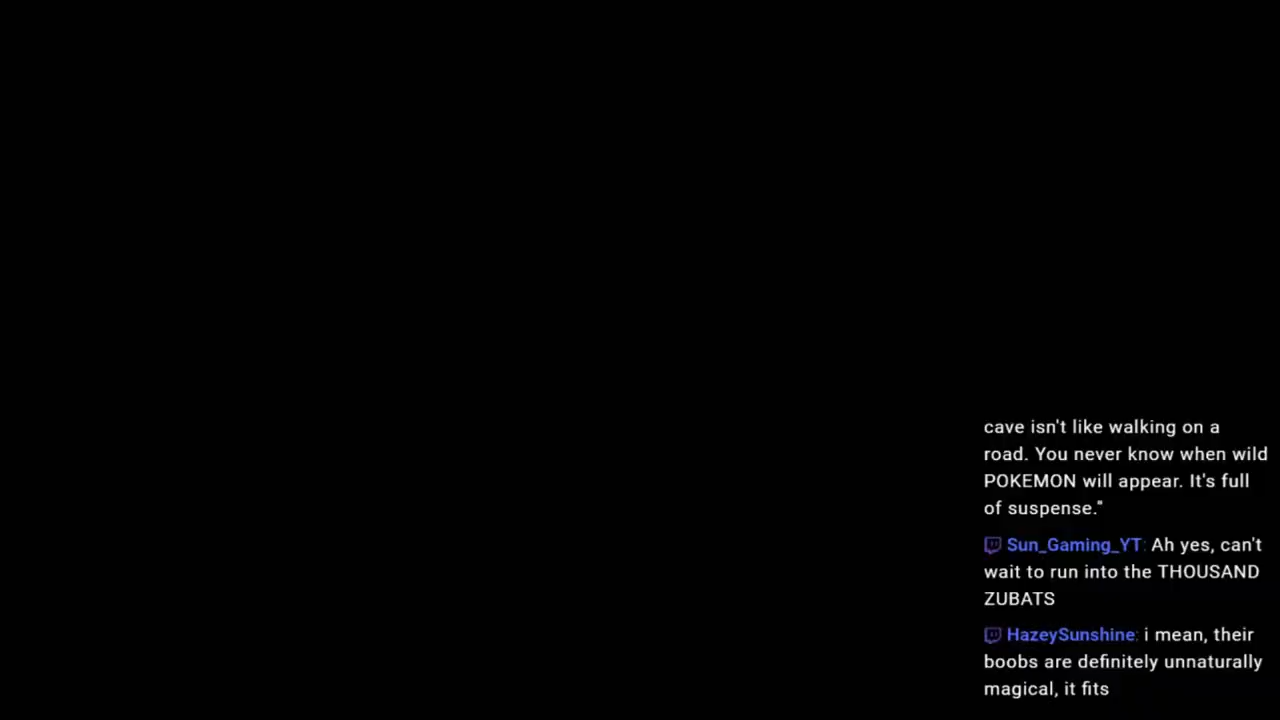 cave isn't like walking on a
road. You never know when wild
POKEMON will appear. It's full
of suspense."
Sun_Gaming_YT: Ah yes, can't
wait to run into the THOUSAND
ZUBATS
HazeySunshine: i mean, their
boobs are definitely unnaturally
magical, it fits